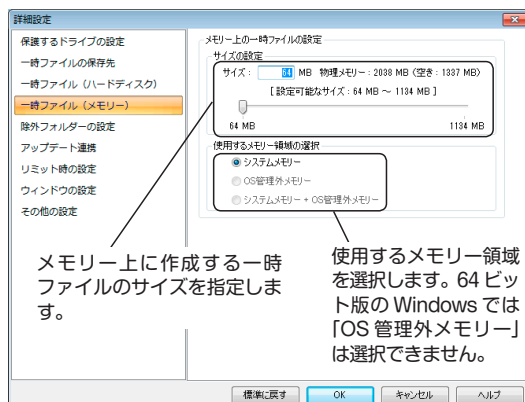 詳細設定
保護するドライブの設定
一時ファイルの保存先
一時ファイル（ハードディスク）
一時ファイル（メモリー）
除外フォルダーの設定
アップデート連携
リミット時の設定
ウィンドウの設定
その他の設定
メモリー上の一時ファイルの設定
サイズの設定
サイズ： 64 MB 物理メモリー：2038 MB（空き：1337 MB）
［設定可能なサイズ：64 MB ～ 1134 MB ］
64 MB 1134 MB
使用するメモリー領域の選択
システムメモリー
OS管理外メモリー
システムメモリー + OS管理外メモリー
メモリー上に作成する一時
ファイルのサイズを指定しま
す。
使用するメモリー領域
を選択します。64 ビッ
ト版の Windows では
「OS 管理外メモリー」
は選択できません。
標準に戻す OK キャンセル ヘルプ